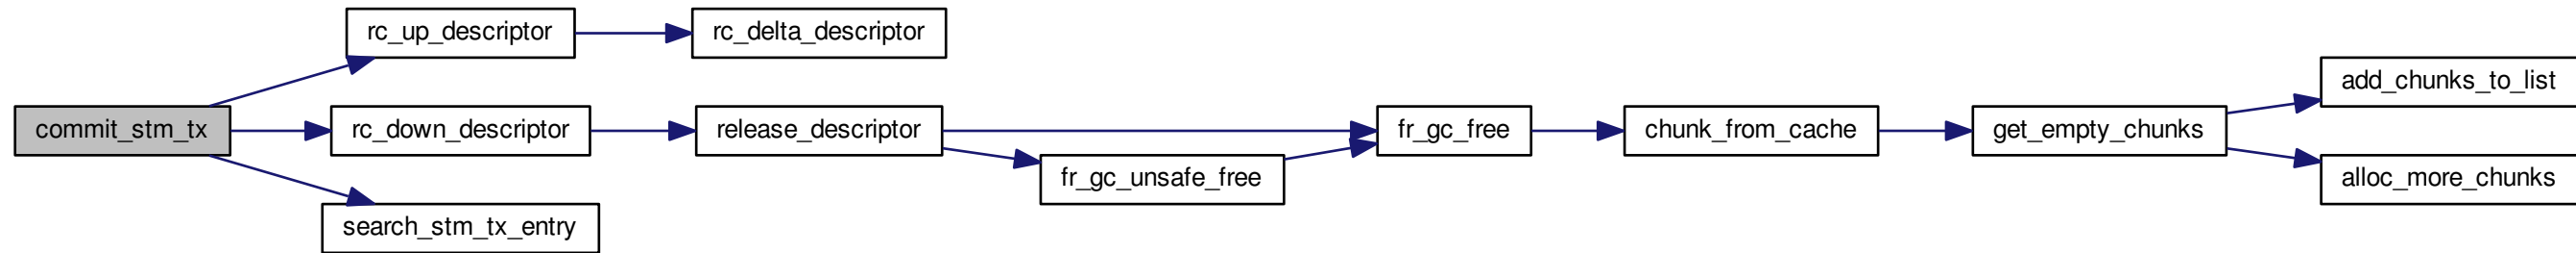 rc_up_descriptor
rc_delta_descriptor
add_chunks_to_list
commit_stm_tx
rc_down_descriptor
release_descriptor
fr_gc_free
chunk_from_cache
get_empty_chunks
fr_gc_unsafe_free
alloc_more_chunks
search_stm_tx_entry